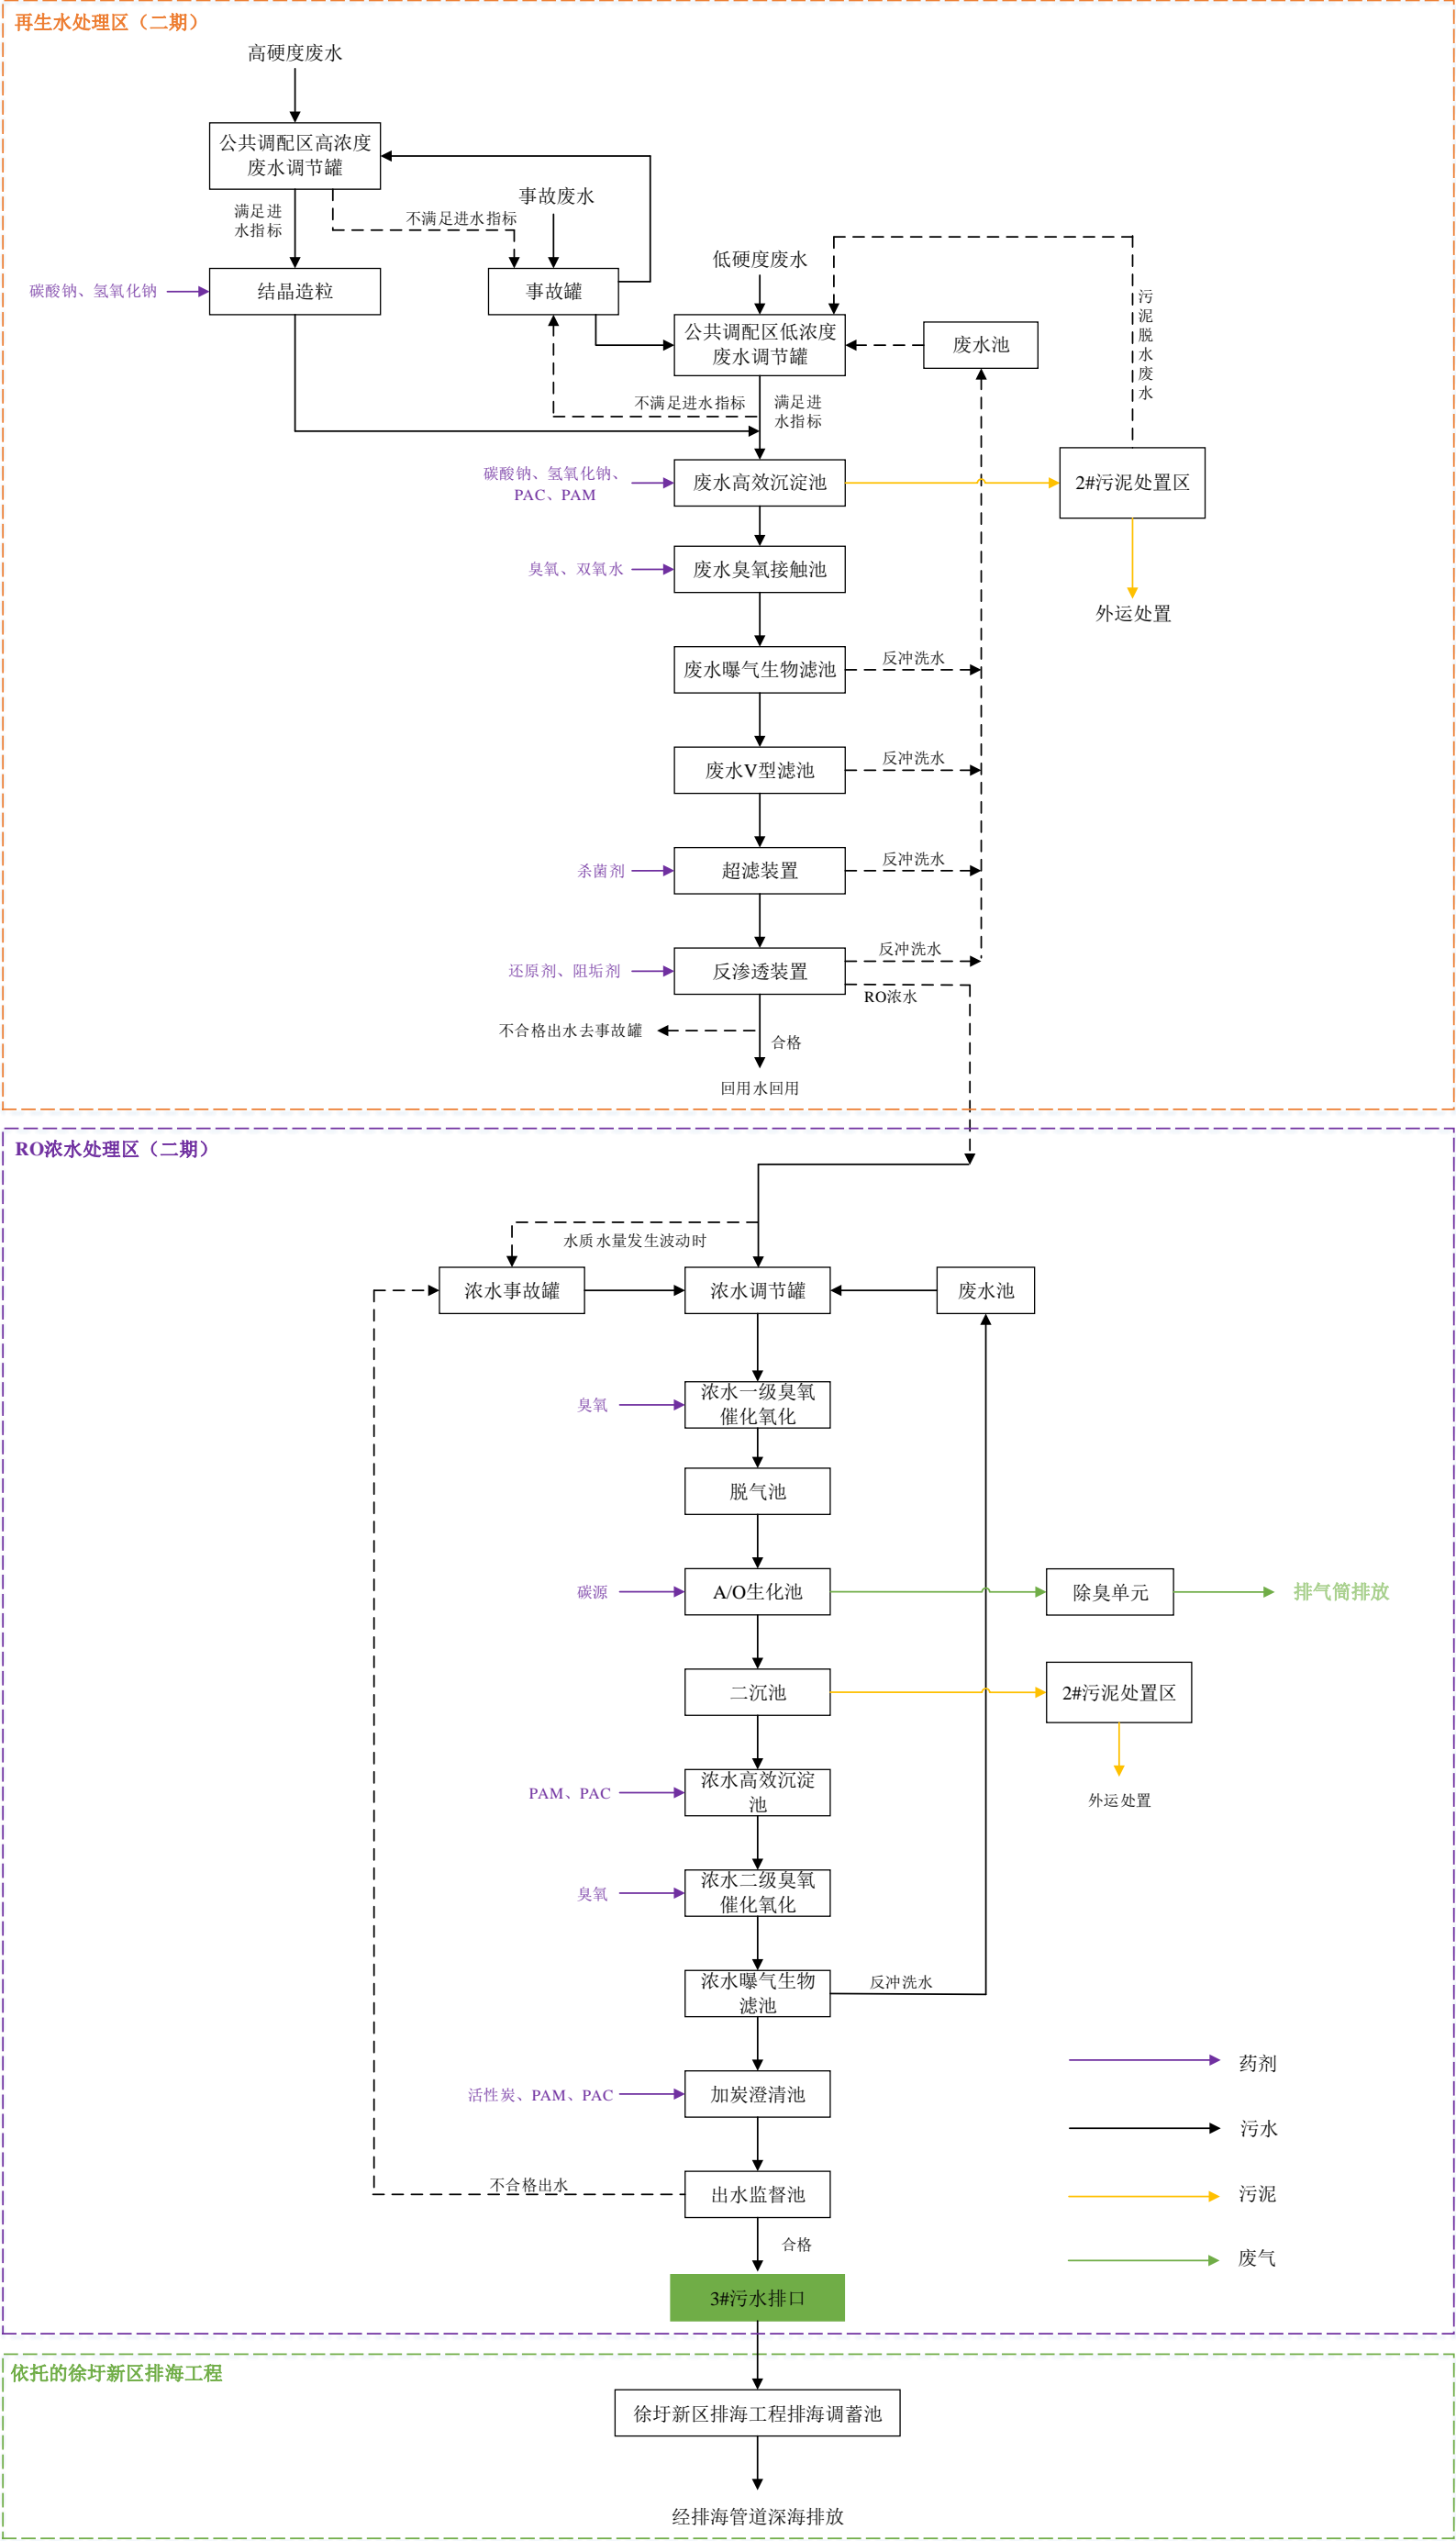 再生水处理区（二期）
高硬度废水
公共调配区高浓度
废水调节罐
满足进
水指标
不满足进水指标
事故废水
低硬度废水
碳酸钠、氢氧化钠
结晶造粒
事故罐
公共调配区低浓度
废水调节罐
废水池
污泥脱水废水
不满足进水指标
满足进
水指标
碳酸钠、氢氧化钠、
PAC、PAM
废水高效沉淀池
2#污泥处置区
臭氧、双氧水
废水臭氧接触池
外运处置
废水曝气生物滤池
反冲洗水
废水V型滤池
反冲洗水
杀菌剂
超滤装置
反冲洗水
还原剂、阻垢剂
反渗透装置
反冲洗水
RO浓水
不合格出水去事故罐
合格
回用水回用
RO浓水处理区（二期）
水质水量发生波动时
浓水事故罐
浓水调节罐
废水池
臭氧
浓水一级臭氧
催化氧化
脱气池
碳源
A/O生化池
除臭单元
排气筒排放
二沉池
2#污泥处置区
PAM、PAC
浓水高效沉淀
池
外运处置
臭氧
浓水二级臭氧
催化氧化
浓水曝气生物
滤池
反冲洗水
药剂
活性炭、PAM、PAC
加炭澄清池
污水
不合格出水
出水监督池
污泥
合格
废气
3#污水排口
依托的徐圩新区排海工程
徐圩新区排海工程排海调蓄池
经排海管道深海排放